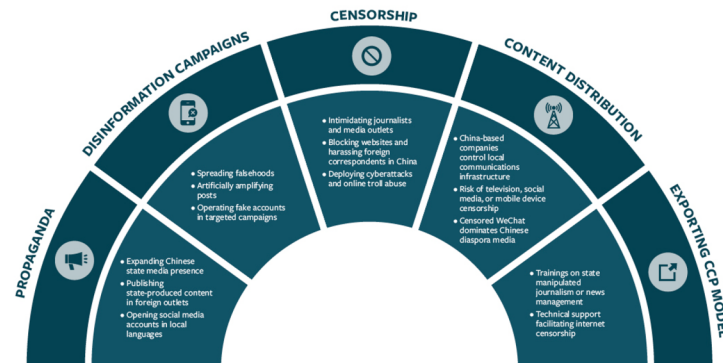 PROPAGANDA
• Expanding Chinese
state media presence
• Publishing
state-produced content
in foreign outlets
• Opening social media
accounts in local
languages
DISINFORMATION CAMPAIGNS
• Spreading falsehoods
• Artificially amplifying
posts
• Operating fake accounts
in targeted campaigns
CENSORSHIP
• Intimidating journalists
and media outlets
• Blocking websites and
harassing foreign
correspondents in China
• Deploying cyberattacks
and online troll abuse
CONTENT DISTRIBUTION
• China-based
companies
control local
communications
infrastructure
• Risk of television, social
media, or mobile device
censorship
• Censored WeChat
dominates Chinese
diaspora media
EXPORTING CCP MODEL
• Trainings on state
manipulated
journalism or news
management
• Technical support
facilitating internet
censorship